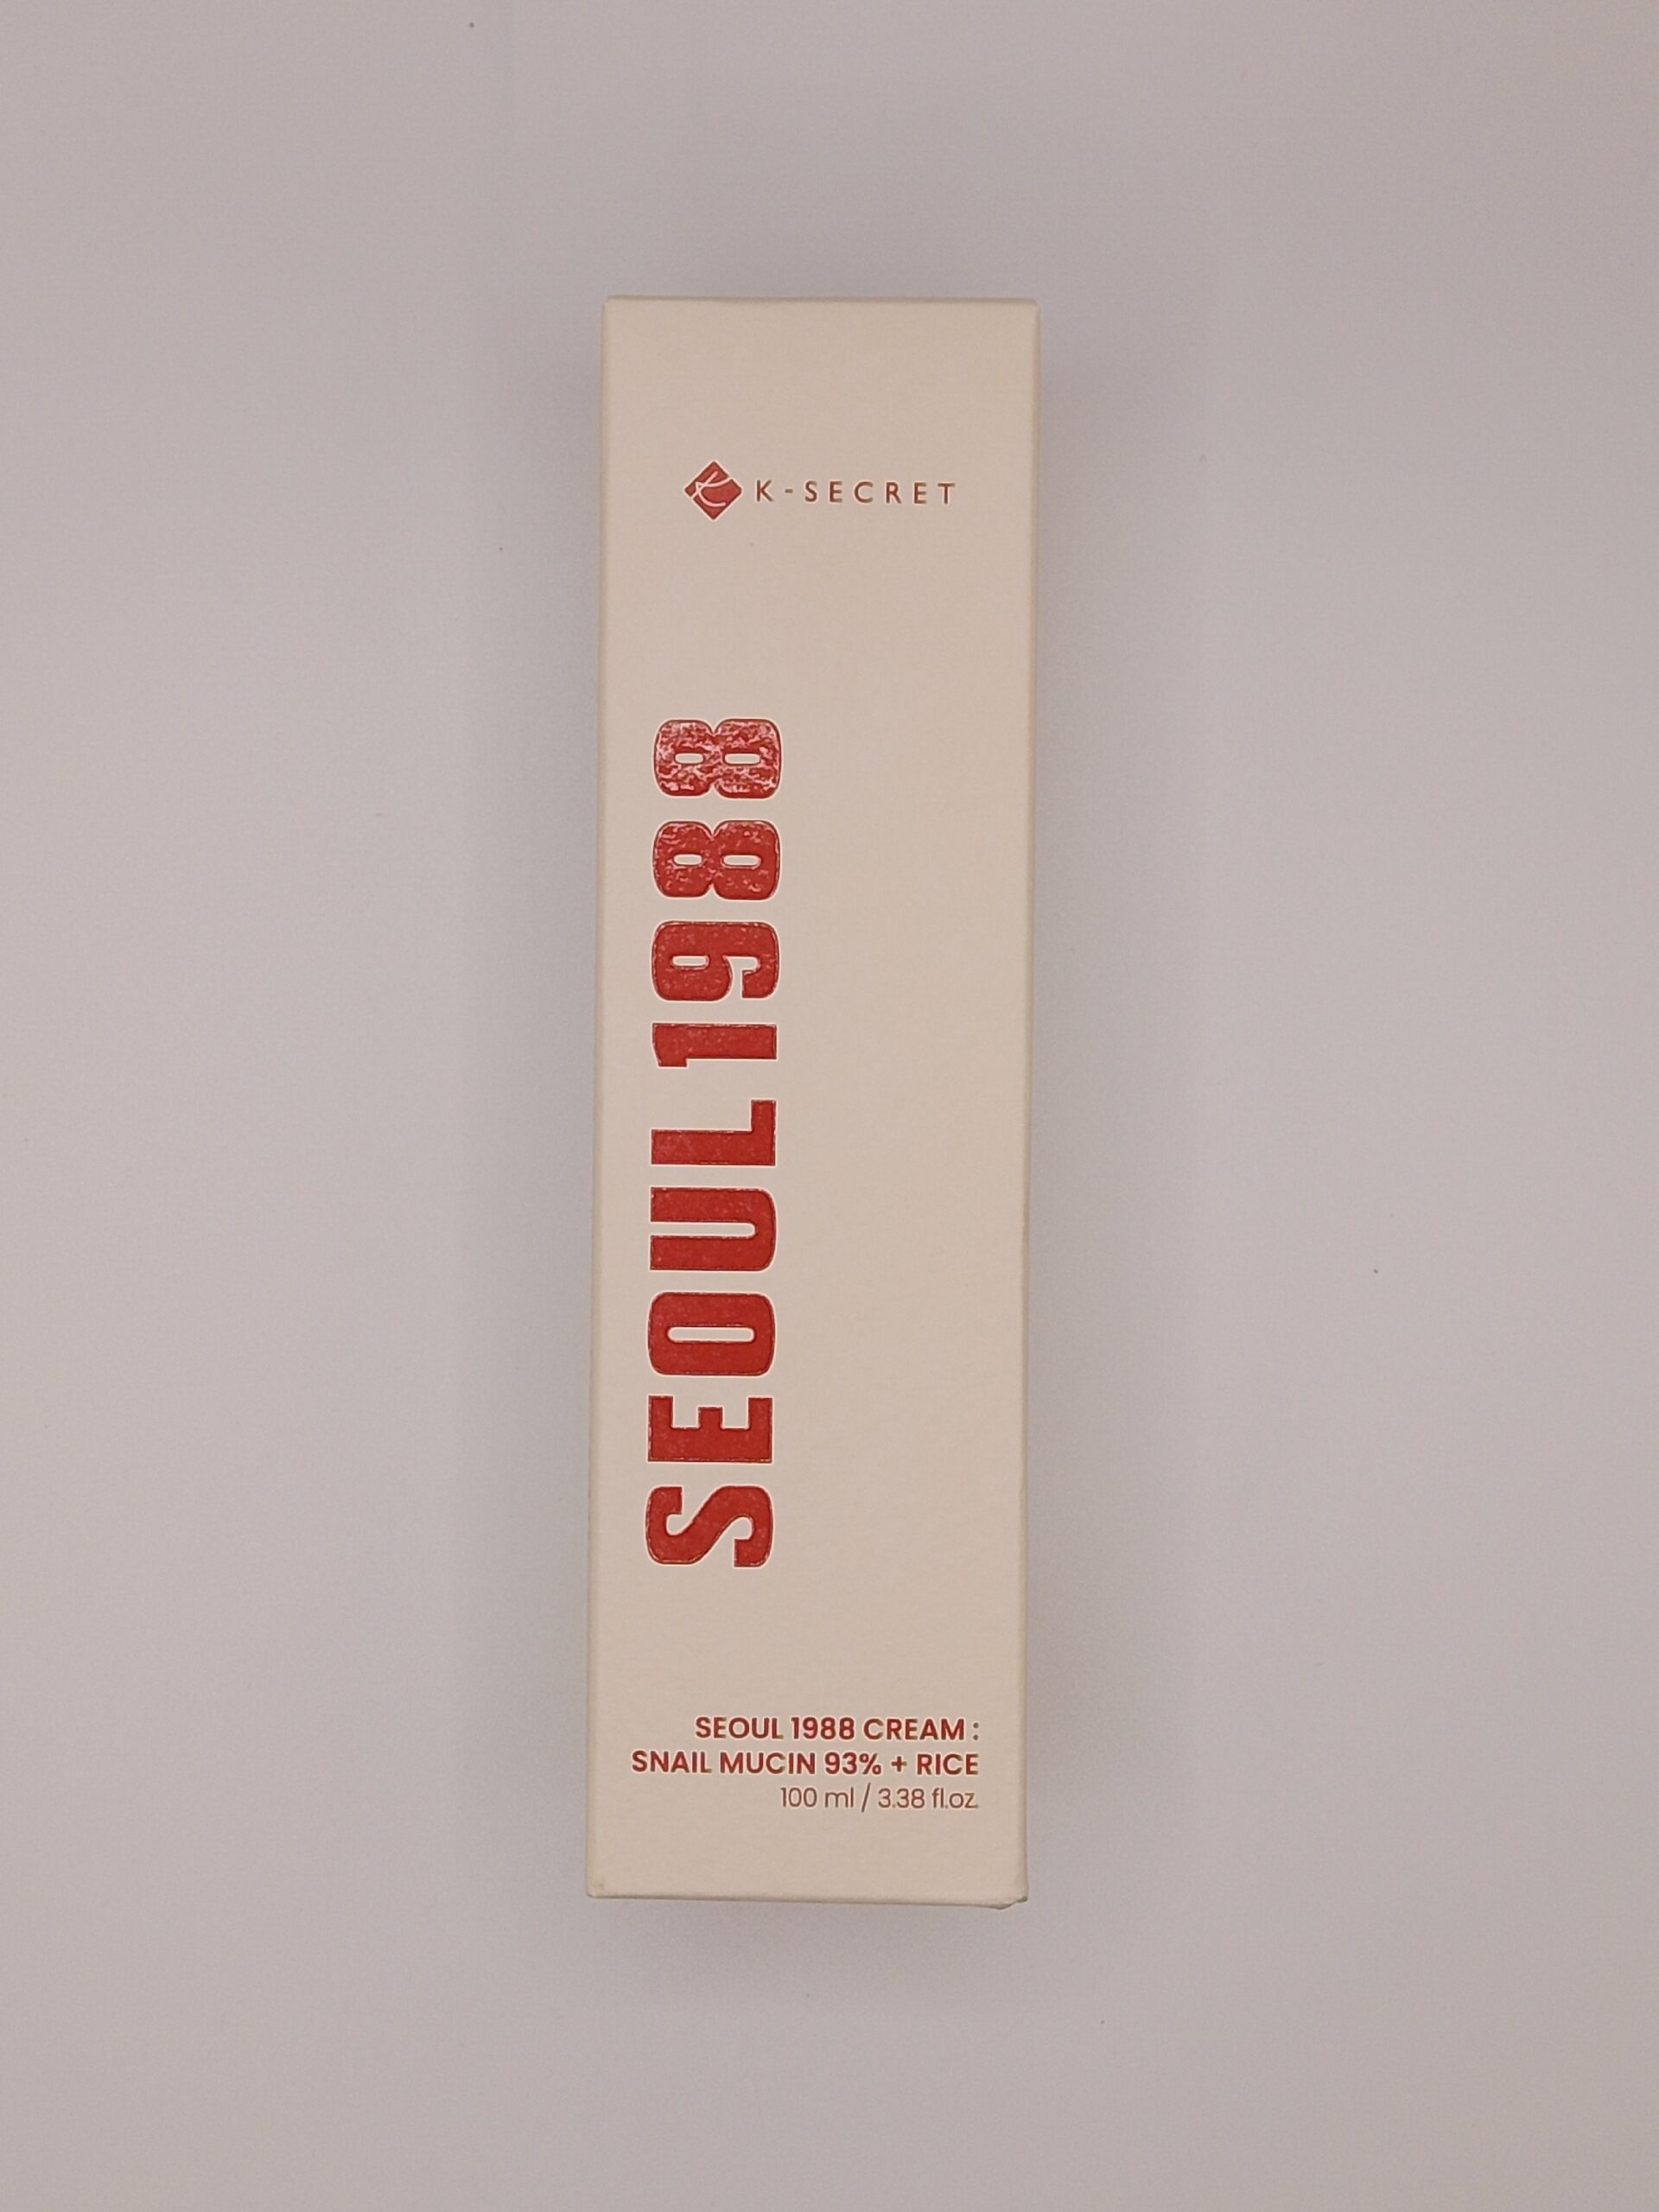 K-SECRET
SEOUL 1988
SEOUL 1988 CREAM :
SNAIL MUCIN 93% + RICE
100 ml / 3.38 fl.oz.